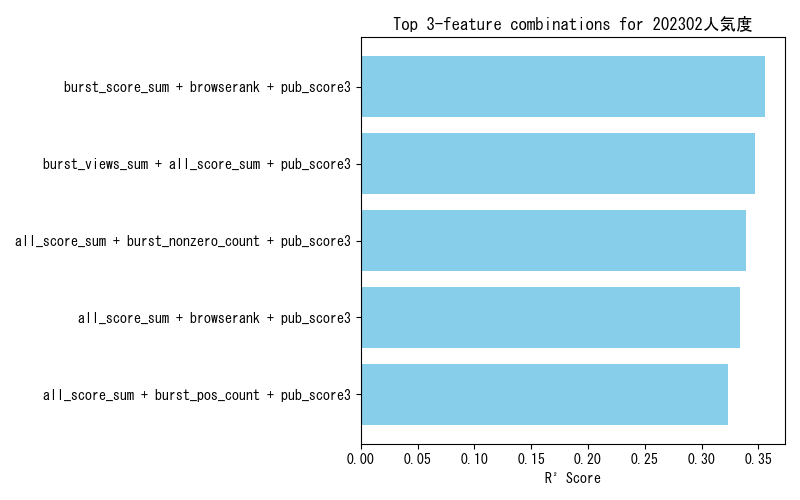 Top 3-feature combinations for 202302人気度
burst_score_sum + browserank + pub_score3
burst_views_sum + all_score_sum + pub_score3
all_score_sum + burst_nonzero_count + pub_score3
all_score_sum + browserank + pub_score3
all_score_sum + burst_pos_count + pub_score3
0.00 0.05 0.10 0.15 0.20 0.25 0.30 0.35
R² Score